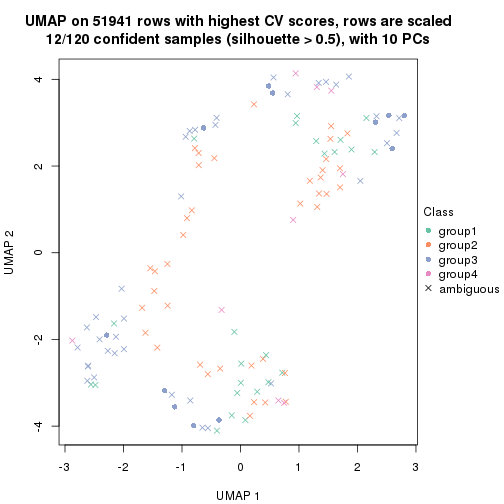 UMAP on 51941 rows with highest CV scores, rows are scaled
12/120 confident samples (silhouette > 0.5), with 10 PCs
4
2
0
-2
-4
UMAP 2
-3
-2
-1
0
1
2
3
UMAP 1
Class
group1
group2
group3
group4
ambiguous